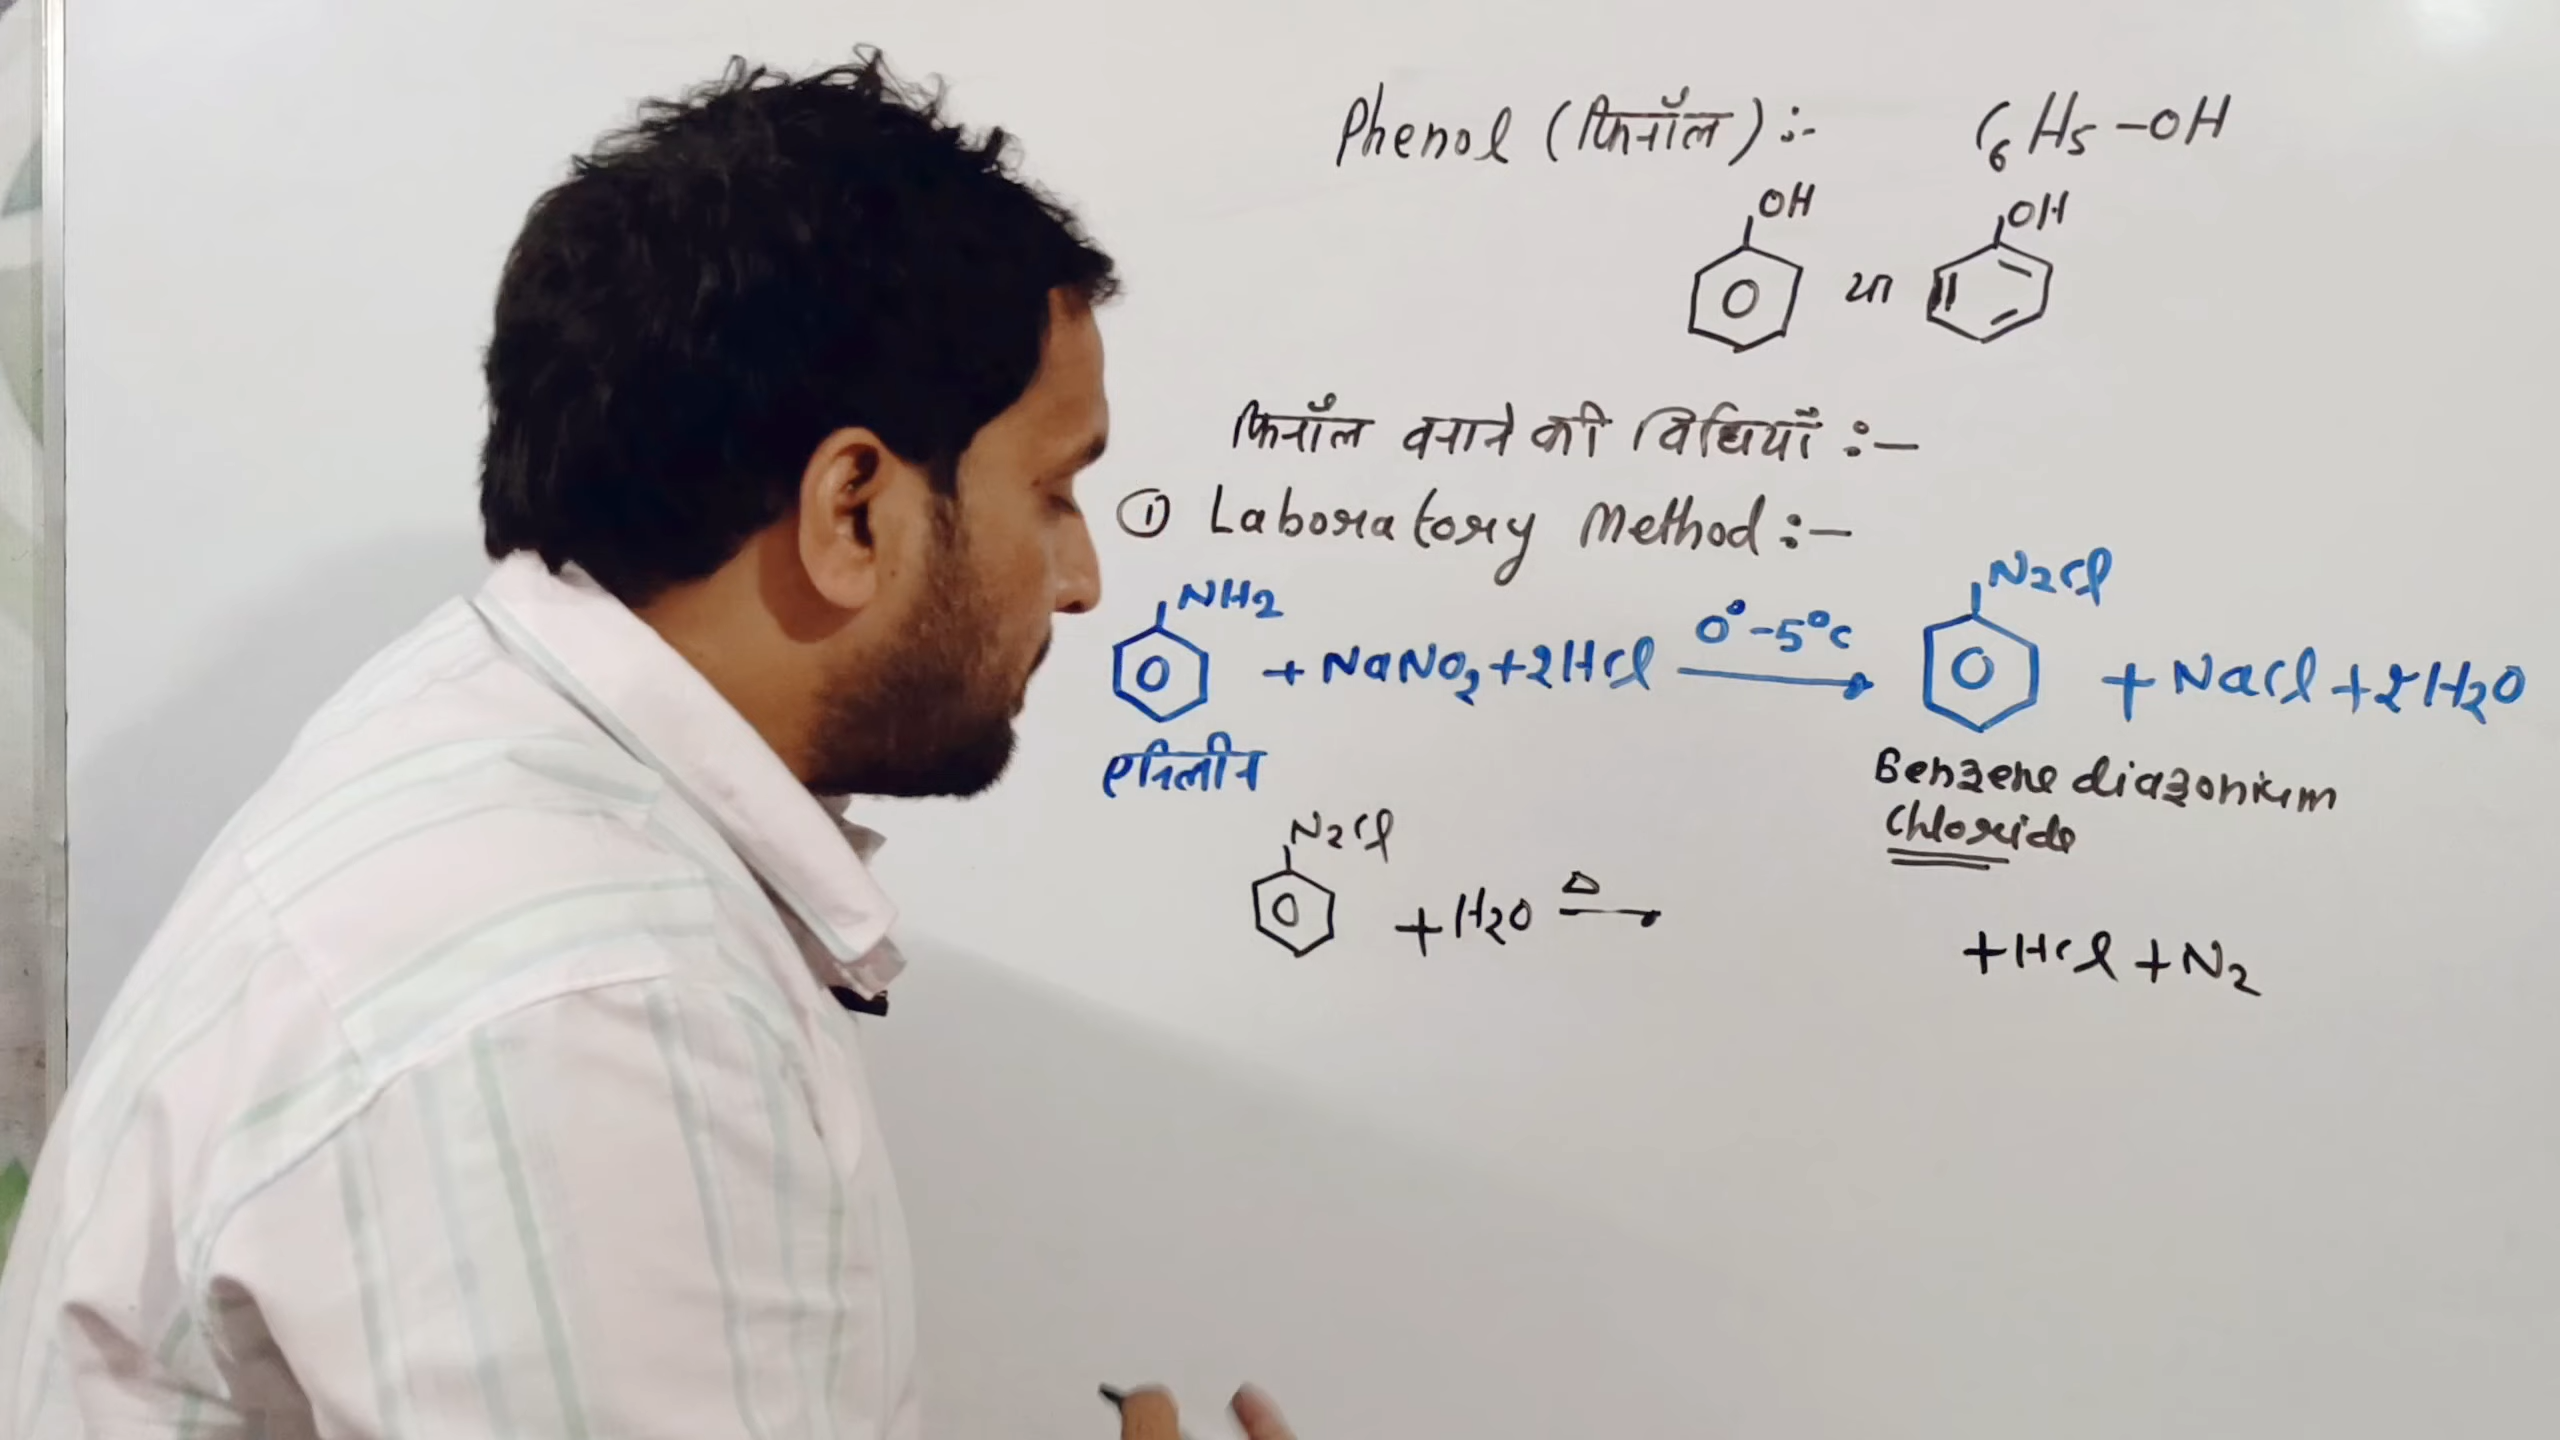 Phenol (फिनॉल) :- C6H5-OH
OH OH
या
फिनॉल बनाने की विधियाँ :-
① Laboratory Method :-
NH2 + NaNO2 + 2HCl 0°-5°C N2Cl + NaCl + 2H2O
एनिलीन Benzene diazonium
Chloride
N2Cl + H2O Δ + HCl + N2